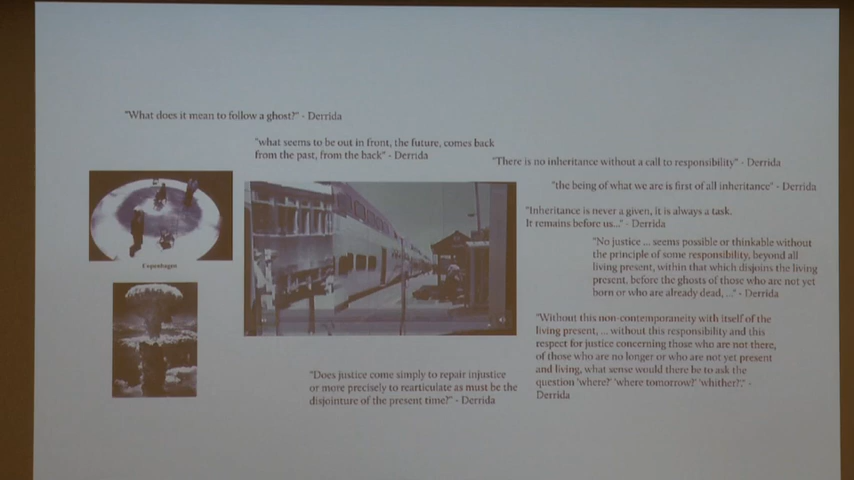 "What does it mean to follow a ghost?" - Derrida
"what seems to be out in front, the future, comes back
from the past, from the back" - Derrida
"There is no inheritance without a call to responsibility" - Derrida
"the being of what we are is first of all inheritance" - Derrida
"Inheritance is never a given, it is always a task.
It remains before us..." - Derrida
"No justice ... seems possible or thinkable without
the principle of some responsibility, beyond all
living present, within that which disjoins the living
present, before the ghosts of those who are not yet
born or who are already dead, ..." - Derrida
Copenhagen
"Without this non-contemporaneity with itself of the
living present, ... without this responsibility and this
respect for justice concerning those who are not there,
of those who are no longer or who are not yet present
and living, what sense would there be to ask the
question 'where?' 'where tomorrow?' 'whither?'." -
Derrida
"Does justice come simply to repair injustice
or more precisely to rearticulate as must be the
disjointure of the present time?" - Derrida